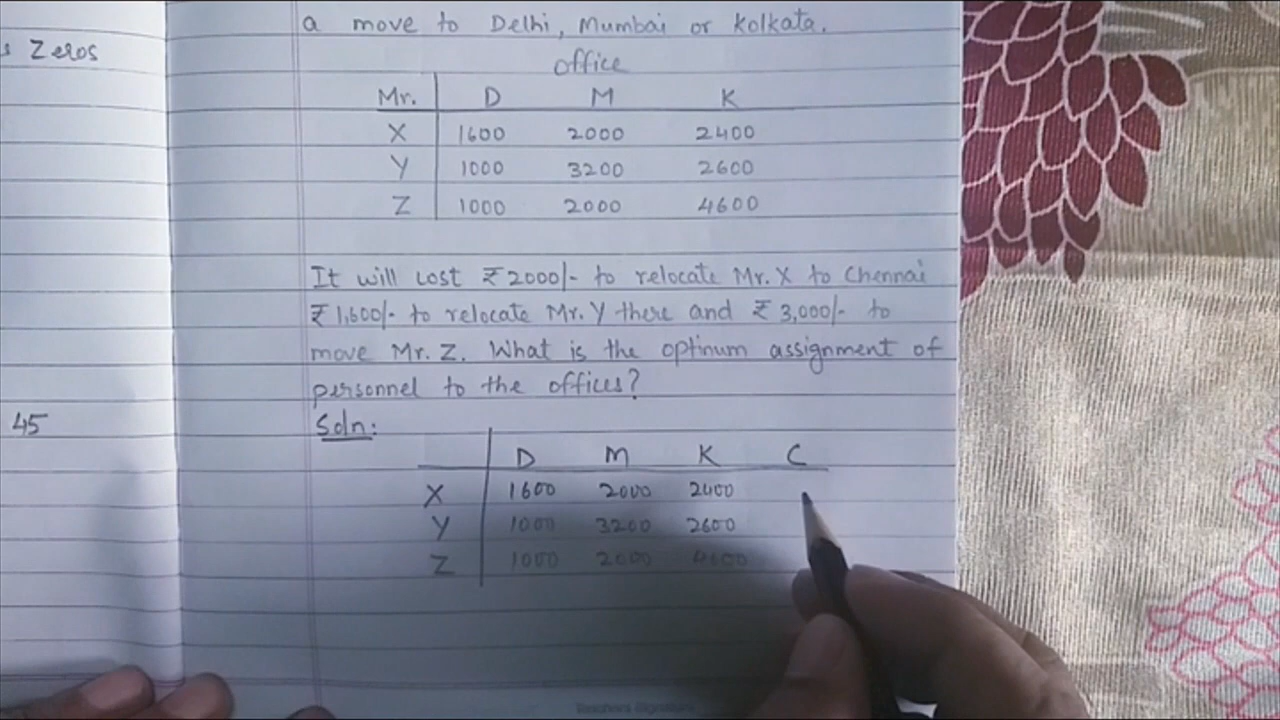 s Zeros
45
a move to Delhi, Mumbai or Kolkata.
office
Mr. D M K
X 1600 2000 2400
Y 1000 3200 2600
Z 1000 2000 4600
It will cost ₹2000/- to relocate Mr. X to Chennai
₹1,600/- to relocate Mr. Y there and ₹ 3,000/- to
move Mr. Z. What is the optinum assignment of
personnel to the offices?
Soln:
D M K C
X 1600 2000 2400
Y 1000 3200 2600
Z 1000 2000 4600
Teachers Signature